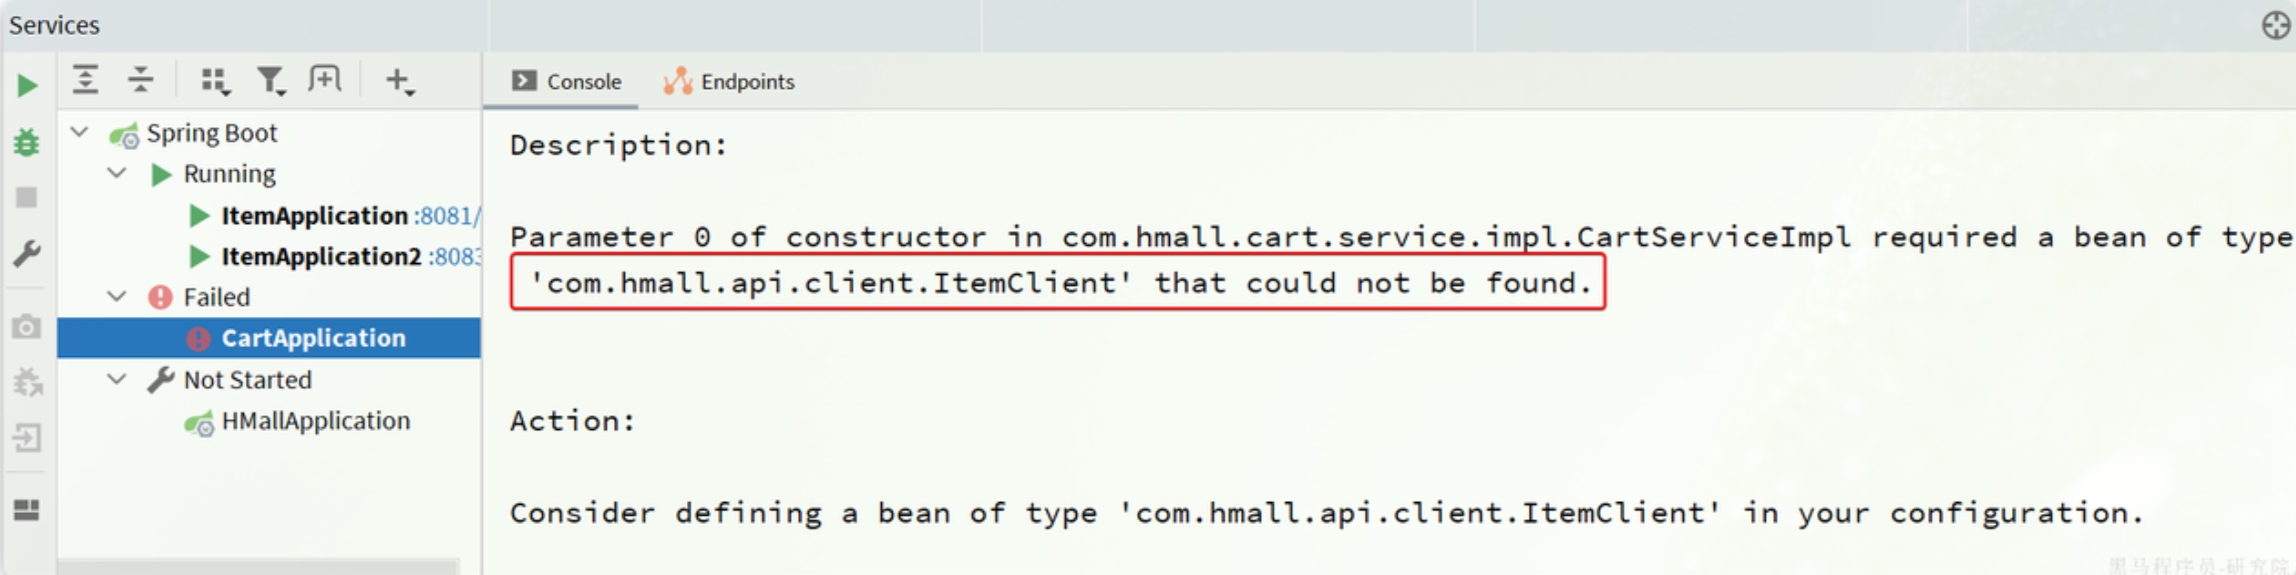 Services
Console
Endpoints
Spring Boot
Running
ItemApplication :8081/
ItemApplication2 :8083
Failed
CartApplication
Not Started
HMallApplication
Description:
Parameter 0 of constructor in com.hmall.cart.service.impl.CartServiceImpl required a bean of type
'com.hmall.api.client.ItemClient' that could not be found.
Action:
Consider defining a bean of type 'com.hmall.api.client.ItemClient' in your configuration.
黑马程序员-研究院